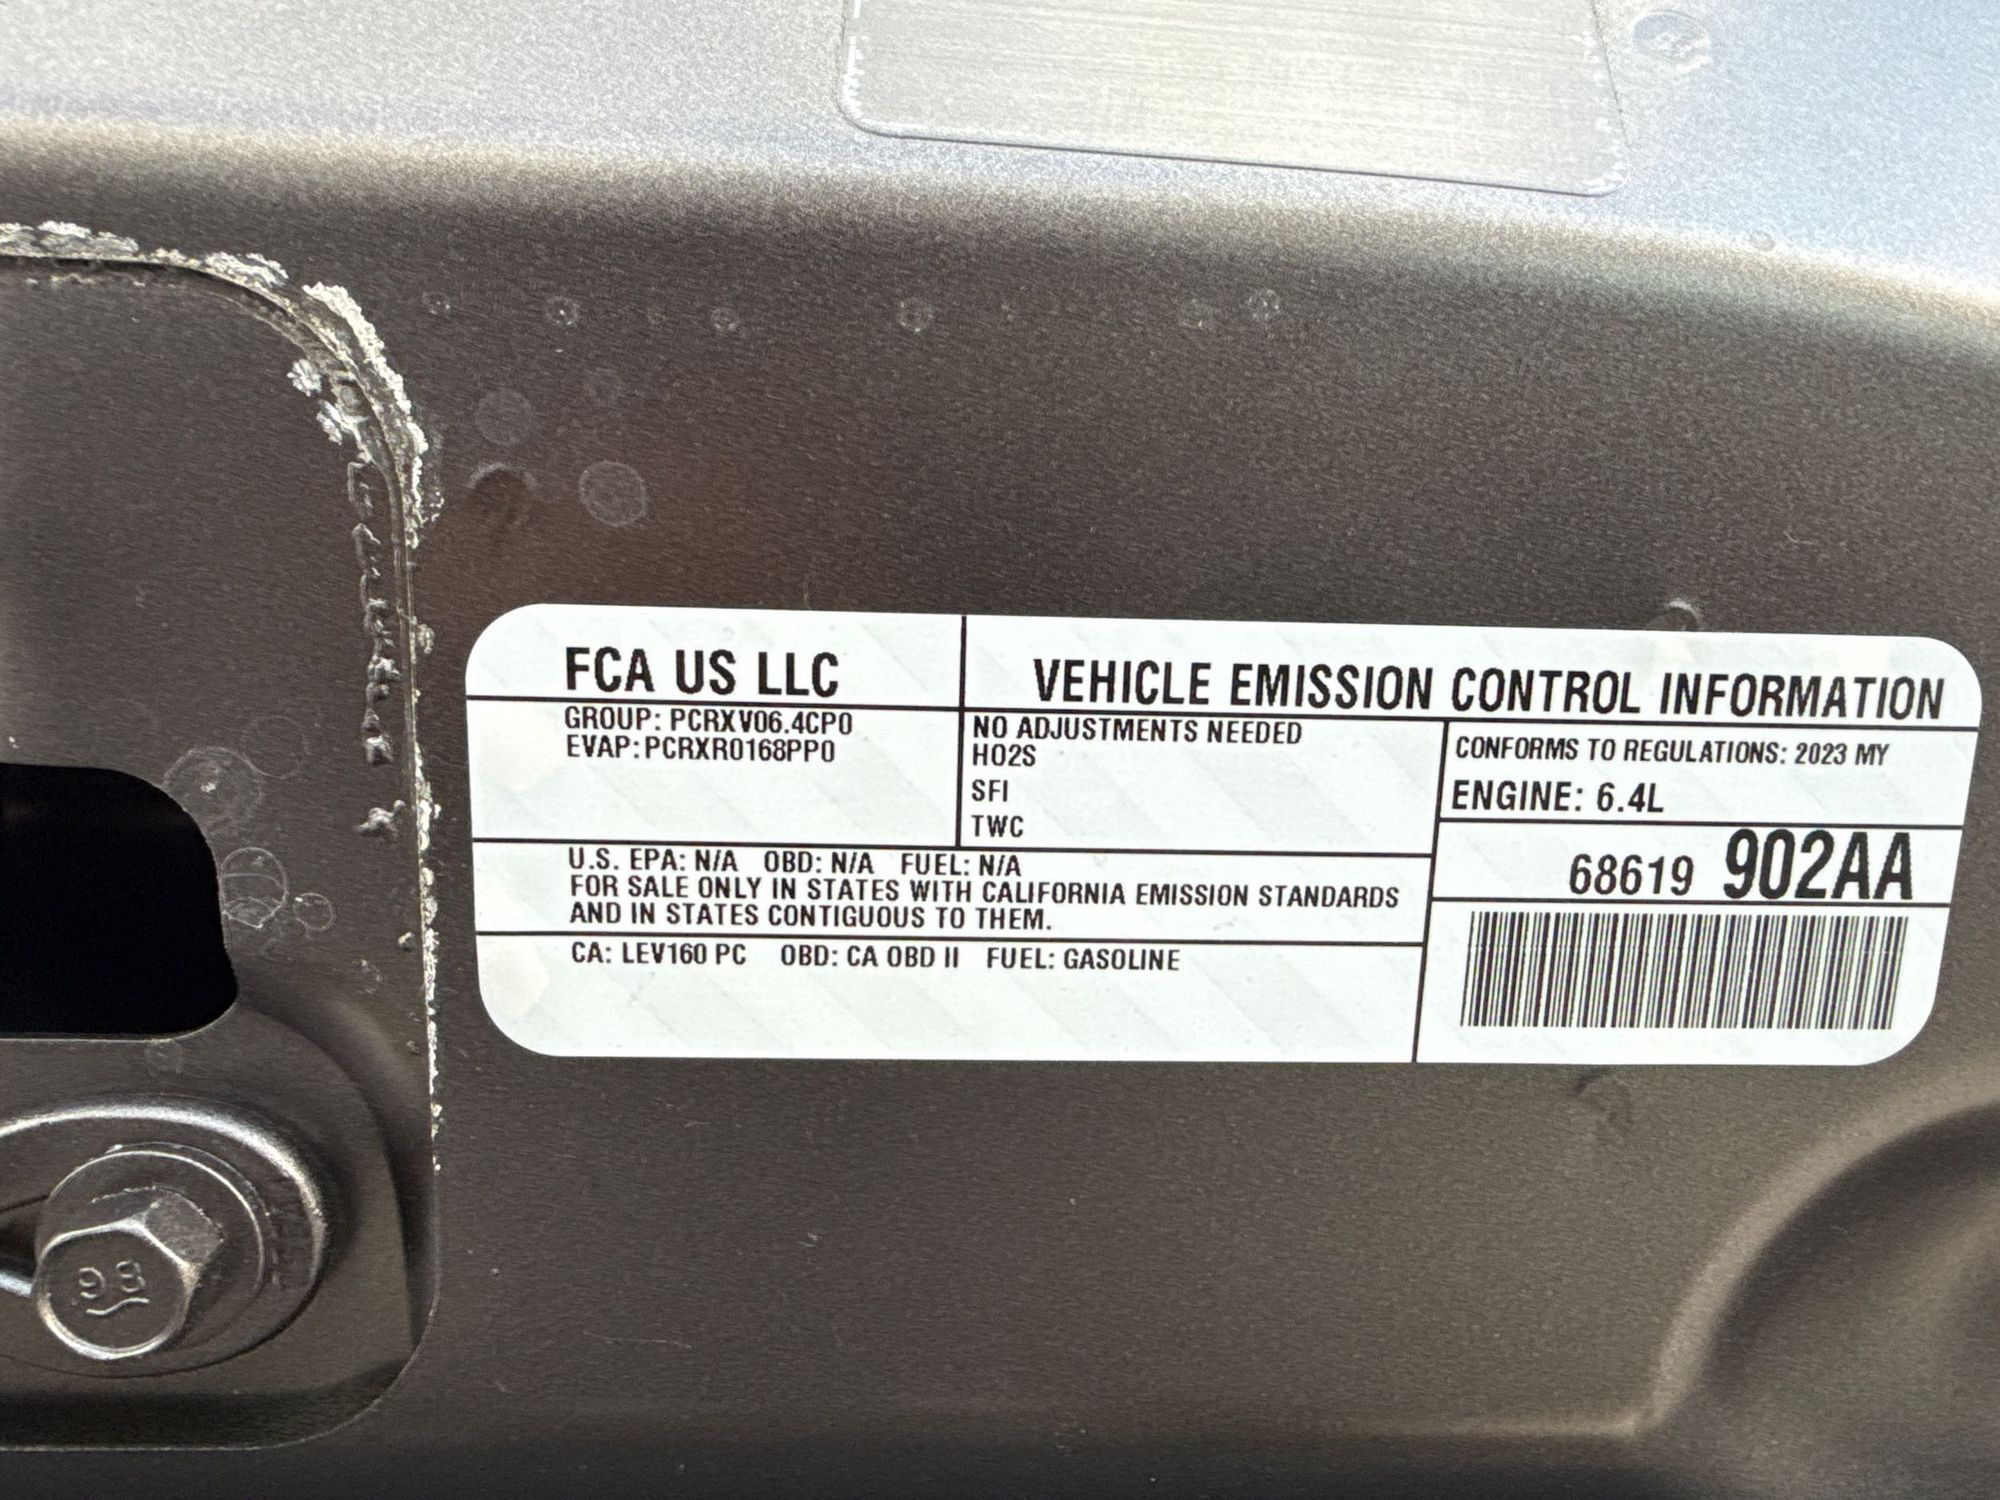 FCA US LLC
VEHICLE EMISSION CONTROL INFORMATION
GROUP: PCRXV06.4CP0
EVAP: PCRXR0168PP0
NO ADJUSTMENTS NEEDED
HO2S
SFI
TWC
CONFORMS TO REGULATIONS: 2023 MY
ENGINE: 6.4L
68619 902AA
U.S. EPA: N/A OBD: N/A FUEL: N/A
FOR SALE ONLY IN STATES WITH CALIFORNIA EMISSION STANDARDS
AND IN STATES CONTIGUOUS TO THEM.
CA: LEV160 PC OBD: CA OBD II FUEL: GASOLINE
98